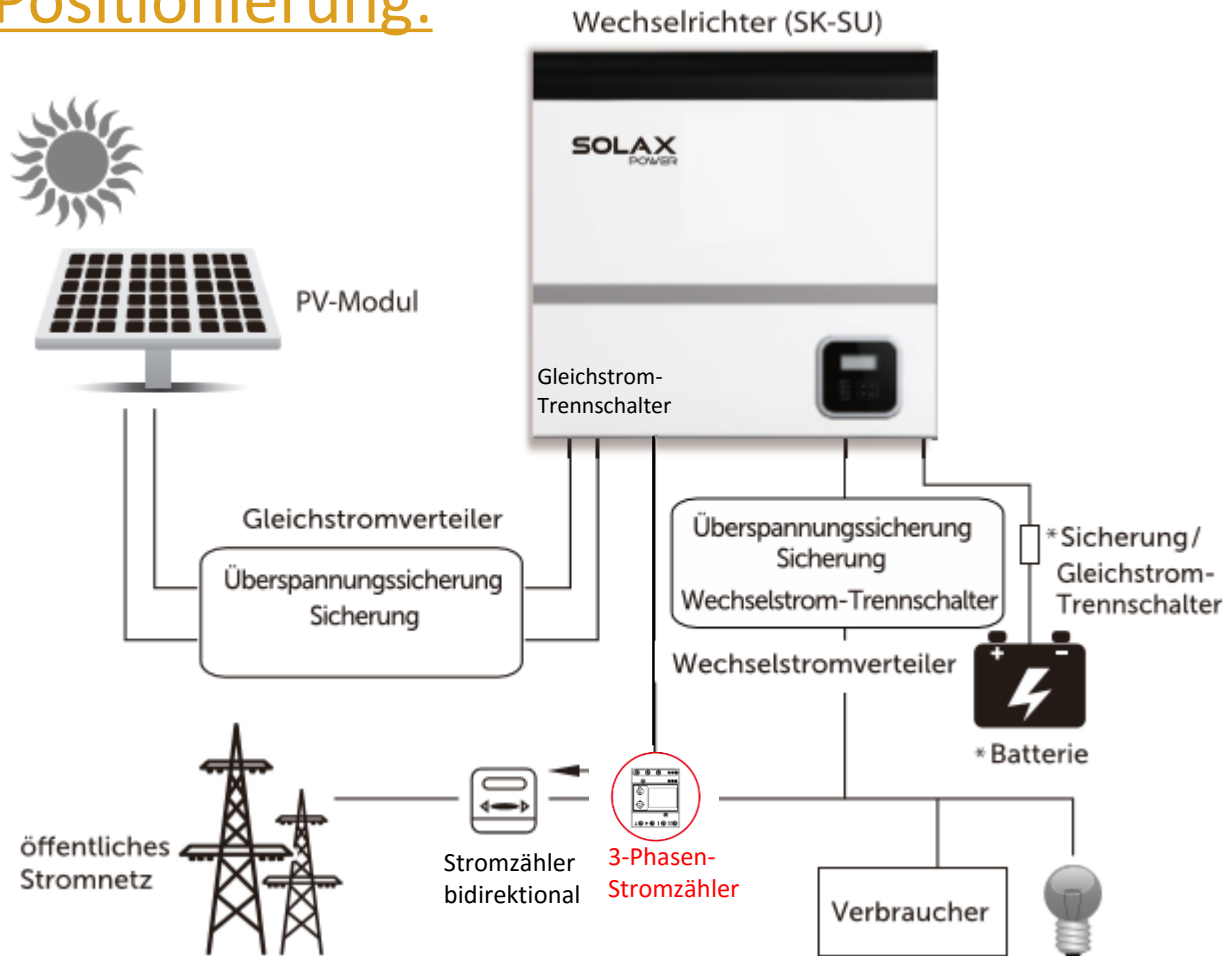 Positionierung:
Wechselrichter (SK-SU)
SOLAX
POWER
PV-Modul
Gleichstrom-
Trennschalter
Gleichstromverteiler
Überspannungssicherung
Sicherung
Überspannungssicherung
Sicherung
Wechselstrom-Trennschalter
*Sicherung/
Gleichstrom-
Trennschalter
Wechselstromverteiler
+ -
*Batterie
öffentliches
Stromnetz
Stromzähler
bidirektional
3-Phasen-
Stromzähler
Verbraucher